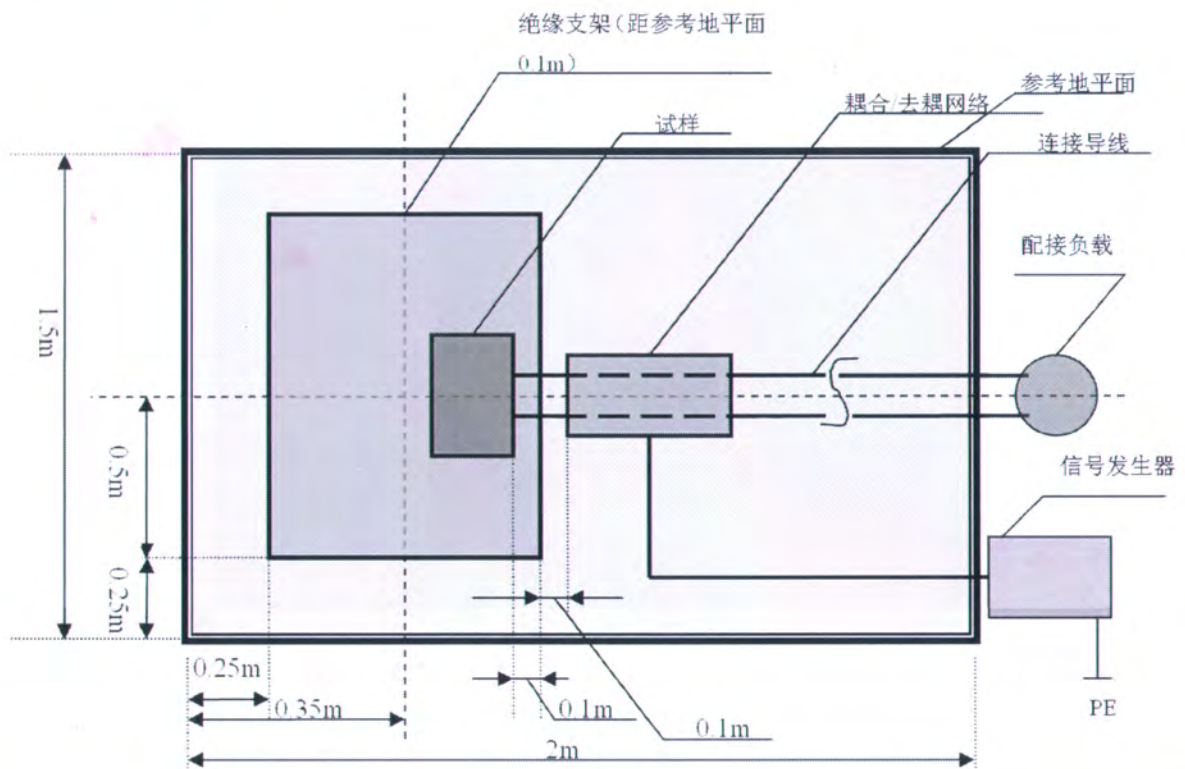 绝缘支架(距参考地平面
0.1m)
参考地平面
耦合/去耦网络
试样
连接导线
配接负载
1.5m
0.5m
信号发生器
0.25m
0.25m
0.35m
0.1m
0.1m
PE
2m